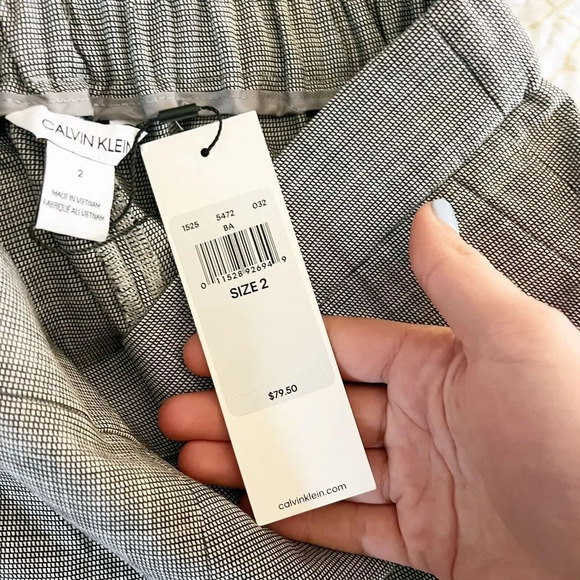 CALVIN KLEIN
2
MADE IN VIETNAM
FABRIQUÉ AU VIETNAM
1525 5472 032
BA
0 11528 92694 9
SIZE 2
$79.50
calvinklein.com